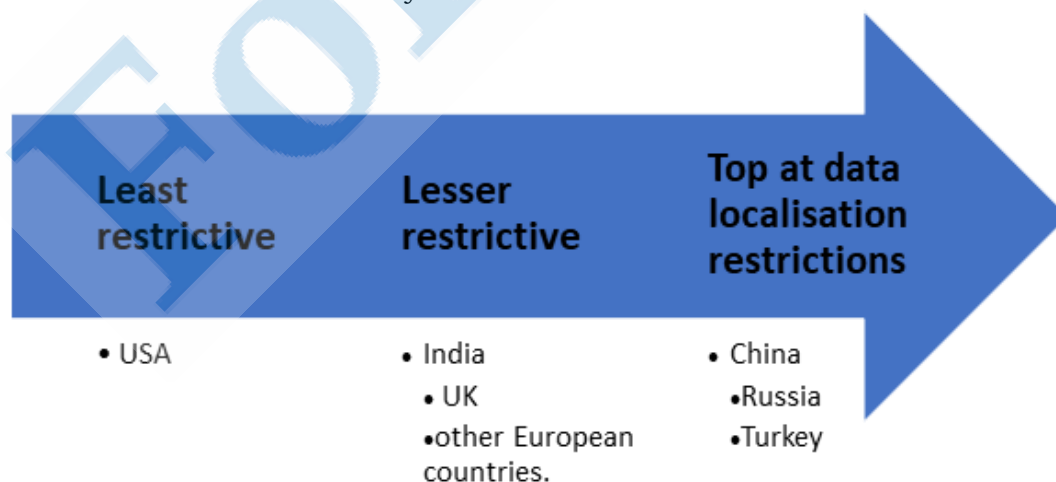 Least
restrictive
Lesser
restrictive
Top at data
localisation
restrictions
• USA
• India
• UK
•other European
countries.
• China
•Russia
•Turkey